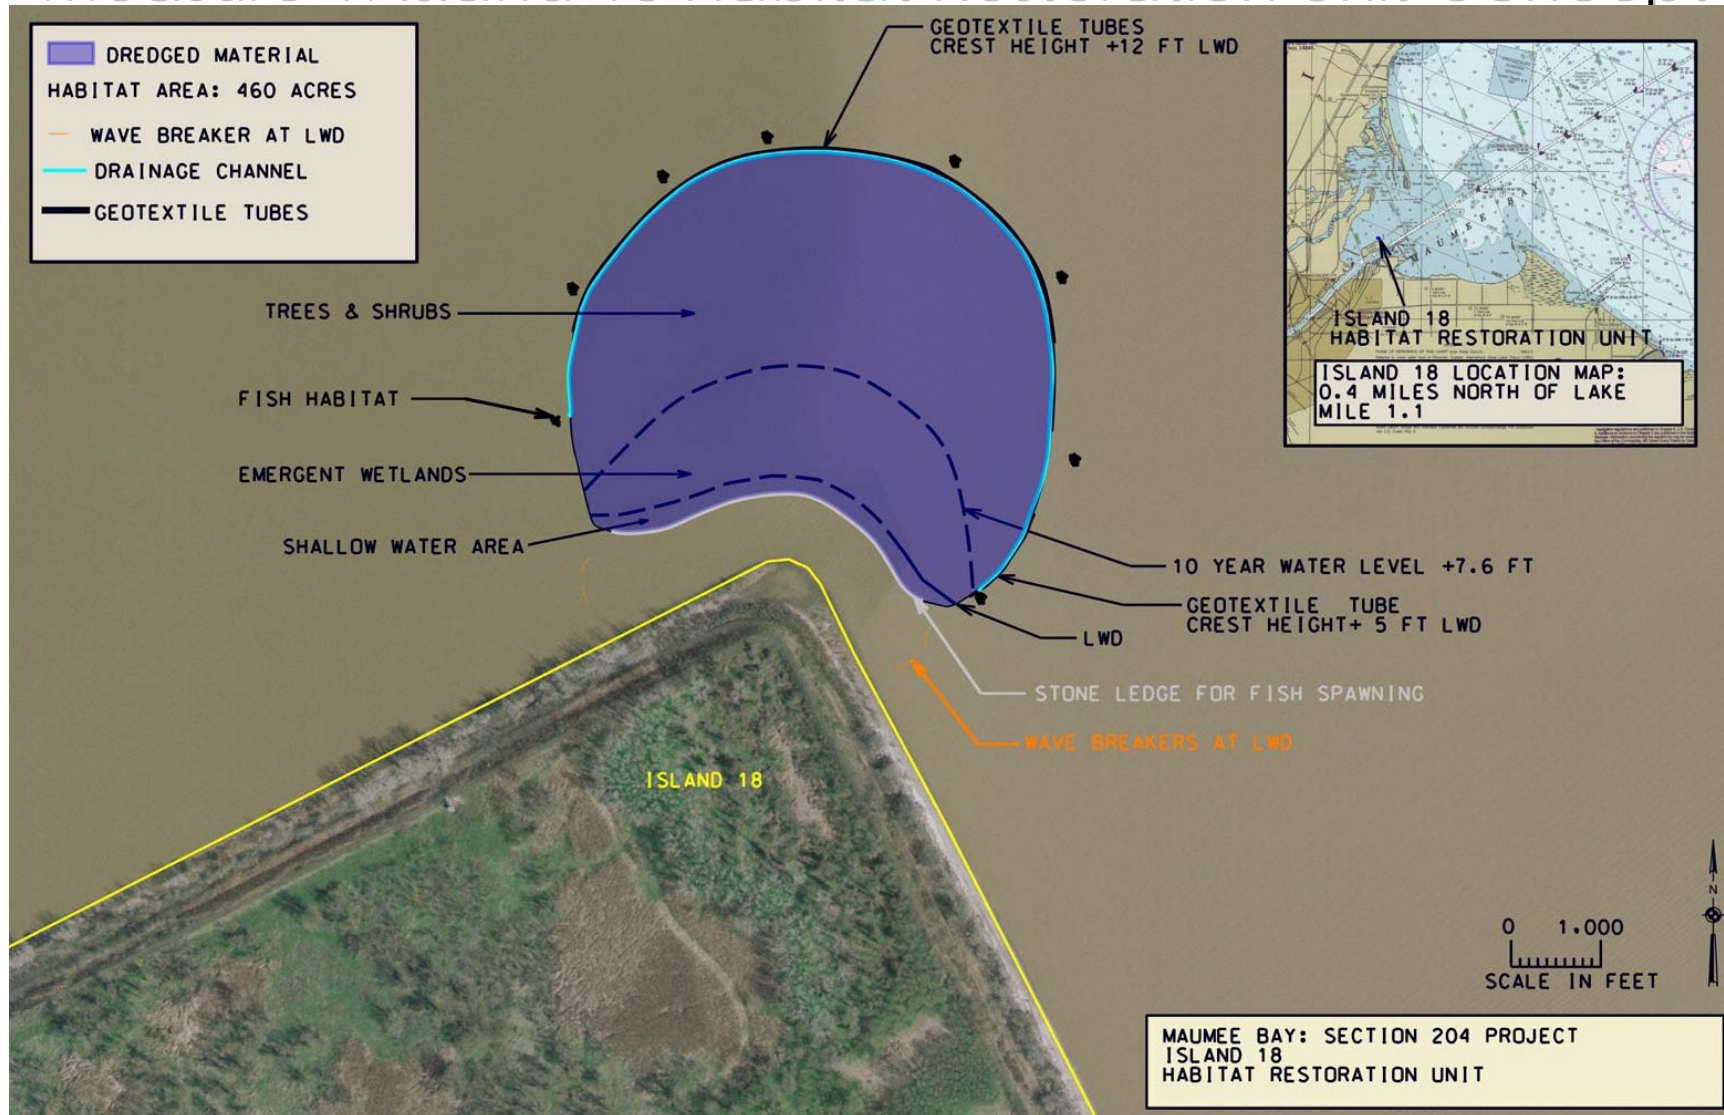 DREDGED MATERIAL
HABITAT AREA: 460 ACRES
WAVE BREAKER AT LWD
DRAINAGE CHANNEL
GEOTEXTILE TUBES
GEOTEXTILE TUBES
CREST HEIGHT +12 FT LWD
TREES & SHRUBS
FISH HABITAT
EMERGENT WETLANDS
SHALLOW WATER AREA
10 YEAR WATER LEVEL +7.6 FT
GEOTEXTILE TUBE
CREST HEIGHT+ 5 FT LWD
LWD
STONE LEDGE FOR FISH SPAWNING
WAVE BREAKERS AT LWD
ISLAND 18
MAUMEE BAY
ISLAND 18
HABITAT RESTORATION UNIT
ISLAND 18 LOCATION MAP:
0.4 MILES NORTH OF LAKE
MILE 1.1
N
0 1.000
SCALE IN FEET
MAUMEE BAY: SECTION 204 PROJECT
ISLAND 18
HABITAT RESTORATION UNIT